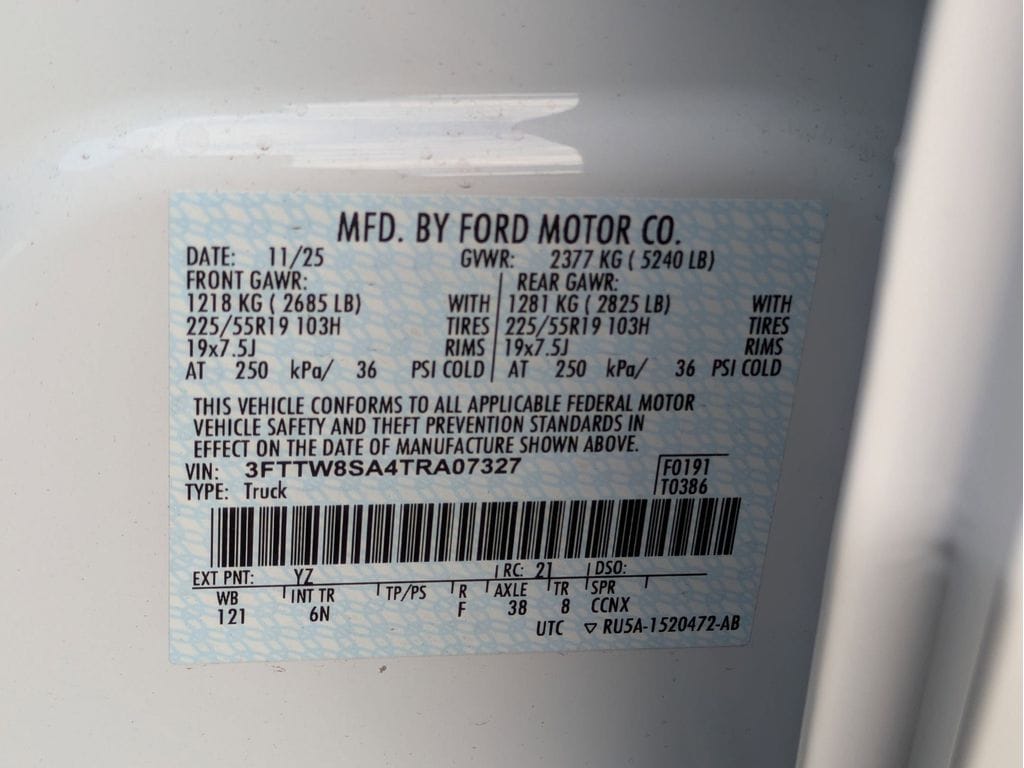 MFD. BY FORD MOTOR CO.
DATE: 11/25 GVWR: 2377 KG ( 5240 LB)
FRONT GAWR: REAR GAWR:
1218 KG ( 2685 LB) WITH 1281 KG ( 2825 LB) WITH
225/55R19 103H TIRES 225/55R19 103H TIRES
19x7.5J RIMS 19x7.5J RIMS
AT 250 kPa/ 36 PSI COLD AT 250 kPa/ 36 PSI COLD
THIS VEHICLE CONFORMS TO ALL APPLICABLE FEDERAL MOTOR
VEHICLE SAFETY AND THEFT PREVENTION STANDARDS IN
EFFECT ON THE DATE OF MANUFACTURE SHOWN ABOVE.
VIN: 3FTTW8SA4TRA07327 F0191
TYPE: Truck T0386
EXT PNT: YZ RC: 21 DSO:
WB INT TR TP/PS R AXLE TR SPR
121 6N F 38 8 CCNX
UTC ▽ RU5A-1520472-AB